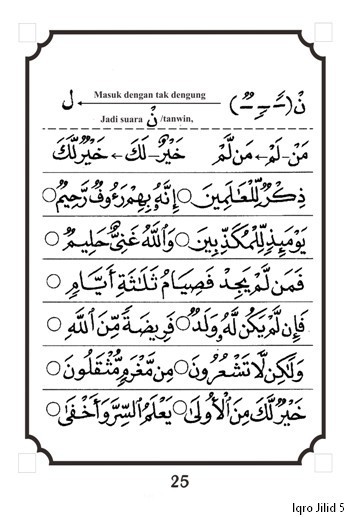 نْ (ـًـ ـٍـ ـٌـ) Masuk dengan tak dengung ل
Jadi suara نْ /tanwin,
مَنْ - لَمْ ← مَن لَّمْ خَيْرٌ - لَكَ ← خَيْرٌ لَّكَ
ذِكْرٌ لِّلْعَالَمِينَ ○ إِنَّهُ بِهِمْ رَءُوفٌ رَّحِيمٌ ○
يَوْمَئِذٍ لِّلْمُكَذِّبِينَ ○ وَاللَّهُ غَنِيٌّ حَلِيمٌ ○
فَمَن لَّمْ يَجِدْ فَصِيَامُ ثَلَاثَةِ أَيَّامٍ ○
فَإِن لَّمْ يَكُن لَّهُ وَلَدٌ ○ فَرِيضَةً مِّنَ اللَّهِ ○
وَلَكِن لَّا تَشْعُرُونَ ○ مِن مَّغْرَمٍ مُّثْقَلُونَ ○
خَيْرٌ لَّكَ مِنَ الْأُولَىٰ ○ يَعْلَمُ السِّرَّ وَأَخْفَىٰ ○
25
Iqro Jilid 5